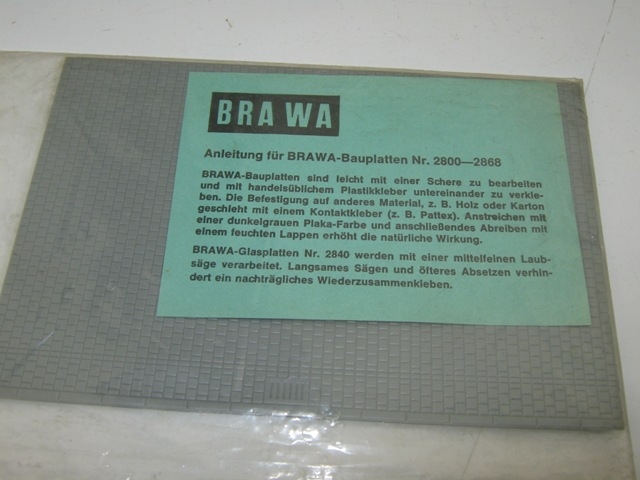 BRAWA
Anleitung für BRAWA-Bauplatten Nr. 2800—2868
BRAWA-Bauplatten sind leicht mit einer Schere zu bearbeiten
und mit handelsüblichem Plastikkleber untereinander zu verkle-
ben. Die Befestigung auf anderes Material, z. B. Holz oder Karton
geschieht mit einem Kontaktkleber (z. B. Pattex). Anstreichen mit
einer dunkelgrauen Plaka-Farbe und anschließendes Abreiben mit
einem feuchten Lappen erhöht die natürliche Wirkung.
BRAWA-Glasplatten Nr. 2840 werden mit einer mittelfeinen Laub-
säge verarbeitet. Langsames Sägen und öfteres Absetzen verhin-
dert ein nachträgliches Wiederzusammenkleben.